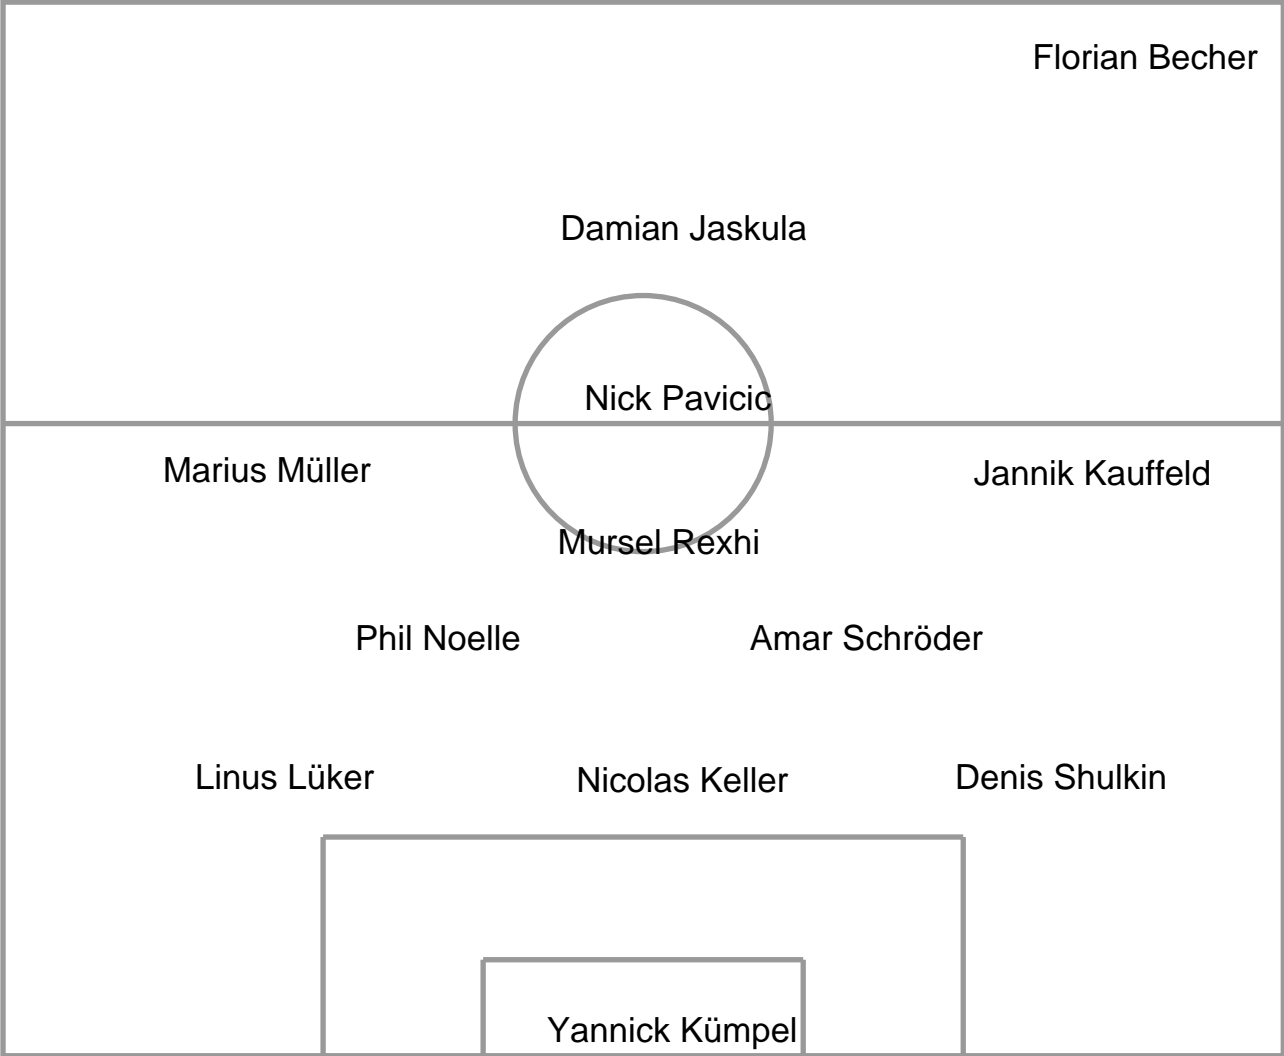 Florian Becher
Damian Jaskula
Nick Pavicic
Marius Müller
Jannik Kauffeld
Mursel Rexhi
Phil Noelle
Amar Schröder
Linus Lüker
Nicolas Keller
Denis Shulkin
Yannick Kümpel